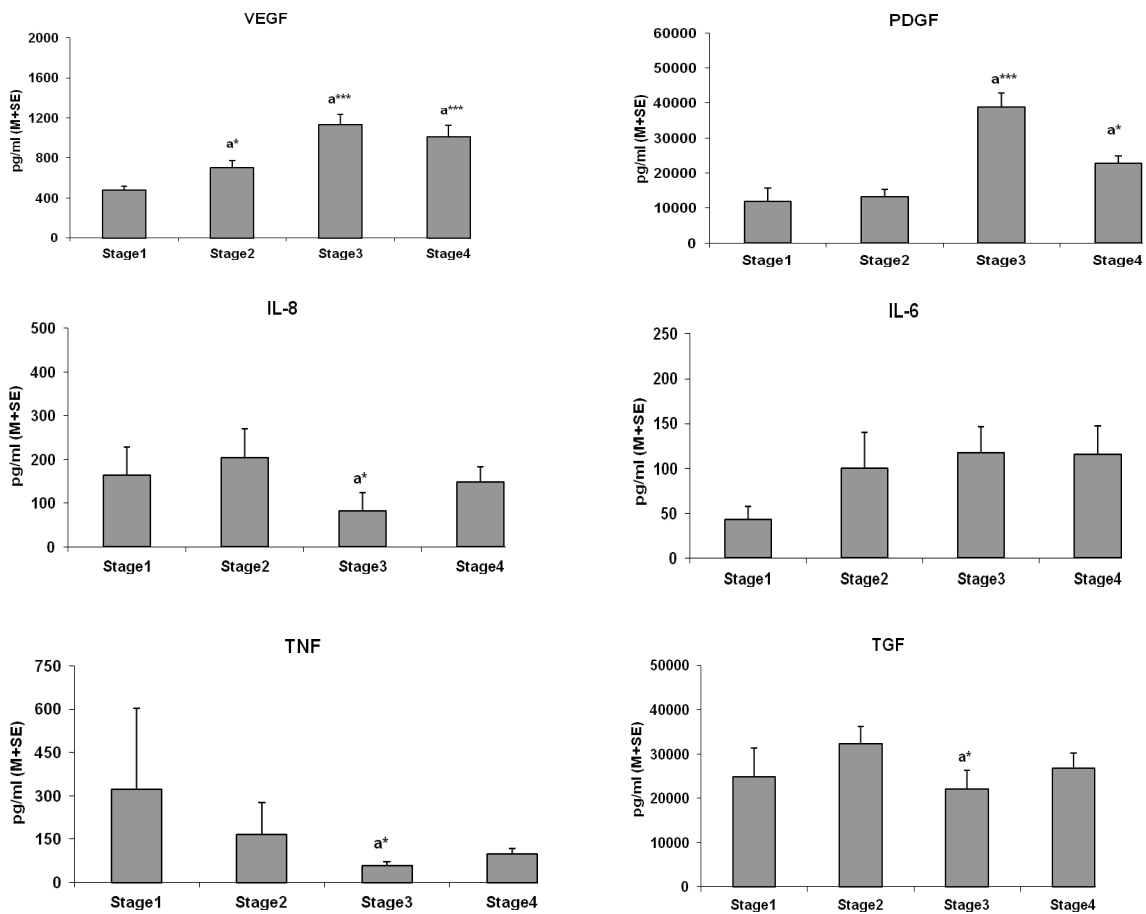 VEGF
2000
1600
1200
800
400
0
pg/ml (M+SE)
a*
a***
a***
Stage1 Stage2 Stage3 Stage4
PDGF
60000
50000
40000
30000
20000
10000
0
pg/ml (M+SE)
a***
a*
Stage1 Stage2 Stage3 Stage4
IL-8
500
400
300
200
100
0
pg/ml (M+SE)
a*
Stage1 Stage2 Stage3 Stage4
IL-6
250
200
150
100
50
0
pg/ml (M+SE)
Stage1 Stage2 Stage3 Stage4
TNF
750
600
450
300
150
0
pg/ml (M+SE)
a*
Stage1 Stage2 Stage3 Stage4
TGF
50000
40000
30000
20000
10000
0
pg/ml (M+SE)
a*
Stage1 Stage2 Stage3 Stage4